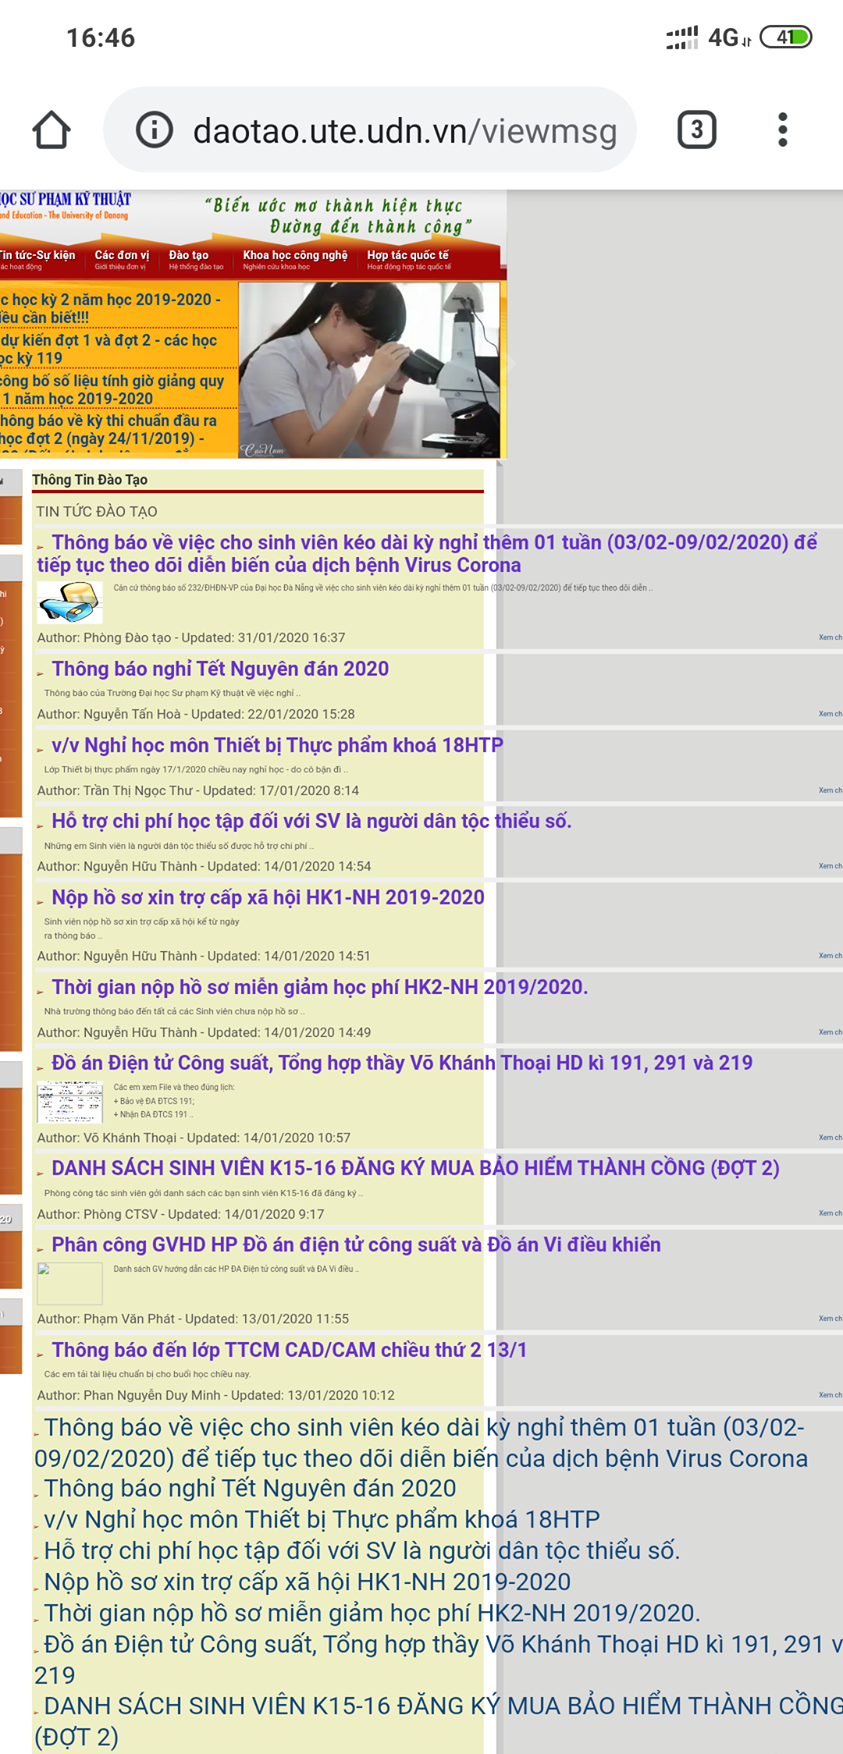 16:46
4G
41
daotao.ute.udn.vn/viewmsg
3
HỌC SƯ PHẠM KỸ THUẬT
and Education - The University of Danang
“Biến ước mơ thành hiện thực
Đường đến thành công”
Tin tức-Sự kiện
Các đơn vị
Đào tạo
Khoa học công nghệ
Hợp tác quốc tế
Các hoạt động
Giới thiệu đơn vị
Hệ thống đào tạo
Nghiên cứu khoa học
Hoạt động hợp tác quốc tế
c học kỳ 2 năm học 2019-2020 -
iều cần biết!!!
dự kiến đợt 1 và đợt 2 - các học
ọc kỳ 119
công bố số liệu tính giờ giảng quy
1 năm học 2019-2020
hông báo về kỳ thi chuẩn đầu ra
học đợt 2 (ngày 24/11/2019) -
Thông Tin Đào Tạo
TIN TỨC ĐÀO TẠO
Thông báo về việc cho sinh viên kéo dài kỳ nghỉ thêm 01 tuần (03/02-09/02/2020) để
tiếp tục theo dõi diễn biến của dịch bệnh Virus Corona
Căn cứ thông báo số 232/ĐHĐN-VP của Đại học Đà Nẵng về việc cho sinh viên kéo dài kỳ nghỉ thêm 01 tuần (03/02-09/02/2020) để tiếp tục theo dõi diễn ..
Author: Phòng Đào tạo - Updated: 31/01/2020 16:37
Xem ch
Thông báo nghỉ Tết Nguyên đán 2020
Thông báo của Trường Đại học Sư phạm Kỹ thuật về việc nghỉ ..
Author: Nguyễn Tấn Hoà - Updated: 22/01/2020 15:28
Xem ch
v/v Nghỉ học môn Thiết bị Thực phẩm khoá 18HTP
Lớp Thiết bị thực phẩm ngày 17/1/2020 chiều nay nghỉ học - do cô bận đi ..
Author: Trần Thị Ngọc Thư - Updated: 17/01/2020 8:14
Xem ch
Hỗ trợ chi phí học tập đối với SV là người dân tộc thiểu số.
Những em Sinh viên là người dân tộc thiểu số được hỗ trợ chi phí ..
Author: Nguyễn Hữu Thành - Updated: 14/01/2020 14:54
Xem ch
Nộp hồ sơ xin trợ cấp xã hội HK1-NH 2019-2020
Sinh viên nộp hồ sơ xin trợ cấp xã hội kể từ ngày
ra thông báo ..
Author: Nguyễn Hữu Thành - Updated: 14/01/2020 14:51
Xem ch
Thời gian nộp hồ sơ miễn giảm học phí HK2-NH 2019/2020.
Nhà trường thông báo đến tất cả các Sinh viên chưa nộp hồ sơ ..
Author: Nguyễn Hữu Thành - Updated: 14/01/2020 14:49
Xem ch
Đồ án Điện tử Công suất, Tổng hợp thầy Võ Khánh Thoại HD kì 191, 291 và 219
Các em xem File và theo đúng lịch:
+ Bảo vệ ĐA ĐTCS 191;
+ Nhận ĐA ĐTCS 191 ..
Author: Võ Khánh Thoại - Updated: 14/01/2020 10:57
Xem ch
DANH SÁCH SINH VIÊN K15-16 ĐĂNG KÝ MUA BẢO HIỂM THÀNH CÔNG (ĐỢT 2)
Phòng công tác sinh viên gởi danh sách các bạn sinh viên K15-16 đã đăng ký ..
Author: Phòng CTSV - Updated: 14/01/2020 9:17
Xem ch
Phân công GVHD HP Đồ án điện tử công suất và Đồ án Vi điều khiển
Danh sách GV hướng dẫn các HP ĐA Điện tử công suất và ĐA Vi điều ..
Author: Phạm Văn Phát - Updated: 13/01/2020 11:55
Xem ch
Thông báo đến lớp TTCM CAD/CAM chiều thứ 2 13/1
Các em tải tài liệu chuẩn bị cho buổi học chiều nay.
Author: Phan Nguyễn Duy Minh - Updated: 13/01/2020 10:12
Xem ch
Thông báo về việc cho sinh viên kéo dài kỳ nghỉ thêm 01 tuần (03/02-
09/02/2020) để tiếp tục theo dõi diễn biến của dịch bệnh Virus Corona
Thông báo nghỉ Tết Nguyên đán 2020
v/v Nghỉ học môn Thiết bị Thực phẩm khoá 18HTP
Hỗ trợ chi phí học tập đối với SV là người dân tộc thiểu số.
Nộp hồ sơ xin trợ cấp xã hội HK1-NH 2019-2020
Thời gian nộp hồ sơ miễn giảm học phí HK2-NH 2019/2020.
Đồ án Điện tử Công suất, Tổng hợp thầy Võ Khánh Thoại HD kì 191, 291 v
219
DANH SÁCH SINH VIÊN K15-16 ĐĂNG KÝ MUA BẢO HIỂM THÀNH CÔNG
(ĐỢT 2)